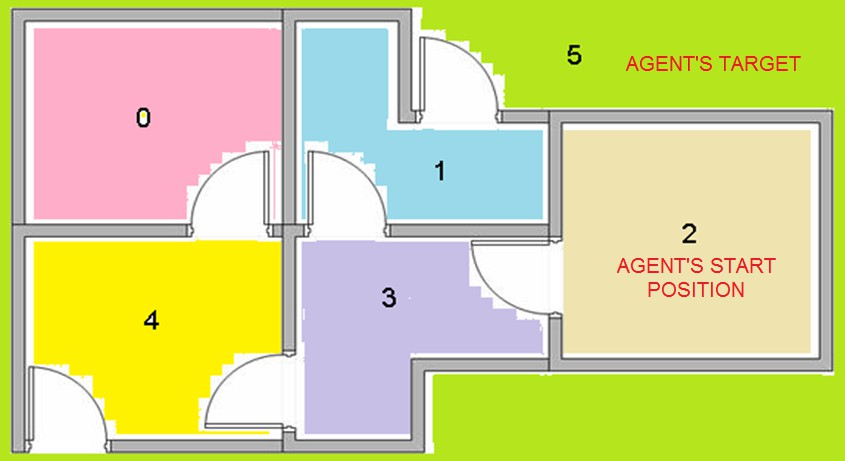 5 AGENT'S TARGET
0
1
2
AGENT'S START
POSITION
3
4